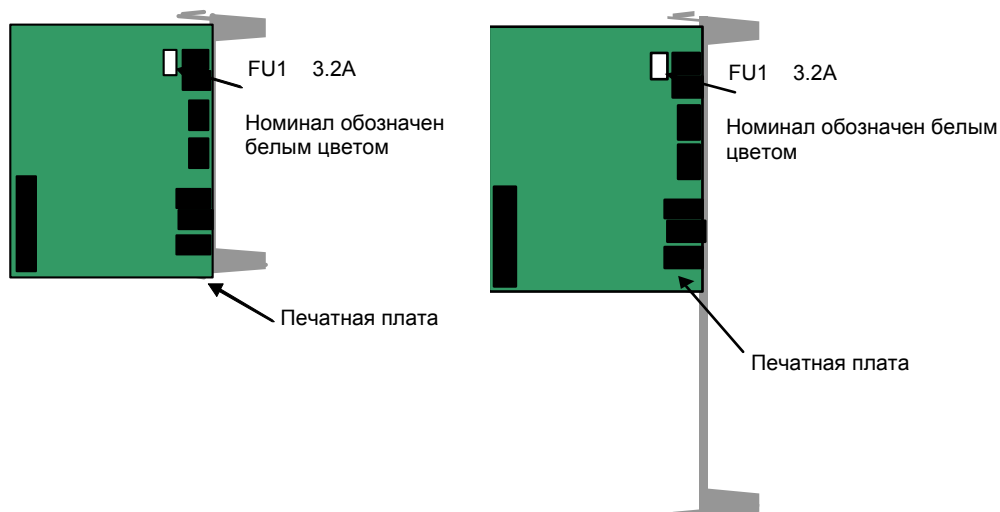 FU1 3.2A
Номинал обозначен
белым цветом
Печатная плата
FU1 3.2A
Номинал обозначен белым
цветом
Печатная плата